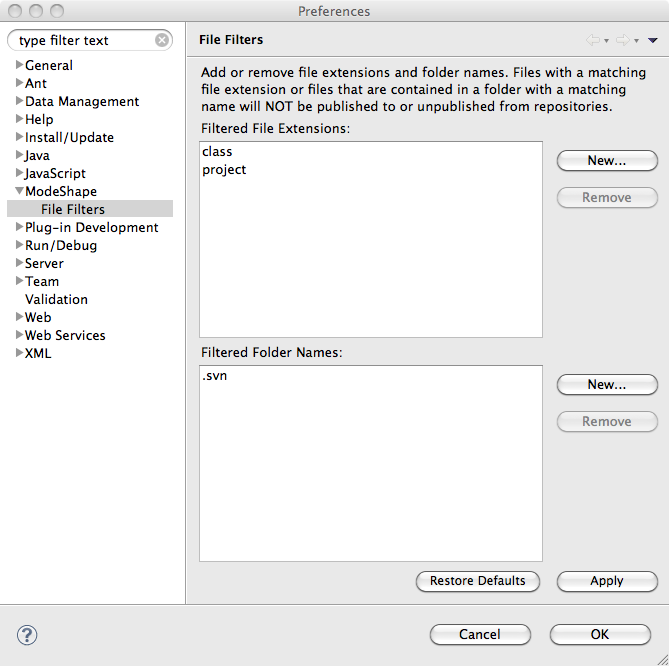 Preferences
type filter text
General
Ant
Data Management
Help
Install/Update
Java
JavaScript
ModeShape
File Filters
Plug-in Development
Run/Debug
Server
Team
Validation
Web
Web Services
XML
File Filters
Add or remove file extensions and folder names. Files with a matching
file extension or files that are contained in a folder with a matching
name will NOT be published to or unpublished from repositories.
Filtered File Extensions:
class
project
New...
Remove
Filtered Folder Names:
.svn
New...
Remove
Restore Defaults
Apply
?
Cancel
OK